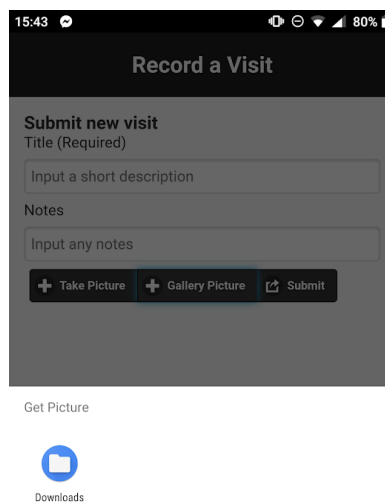 15:43 80%
Record a Visit
Submit new visit
Title (Required)
Input a short description
Notes
Input any notes
Take Picture Gallery Picture Submit
Get Picture
Downloads